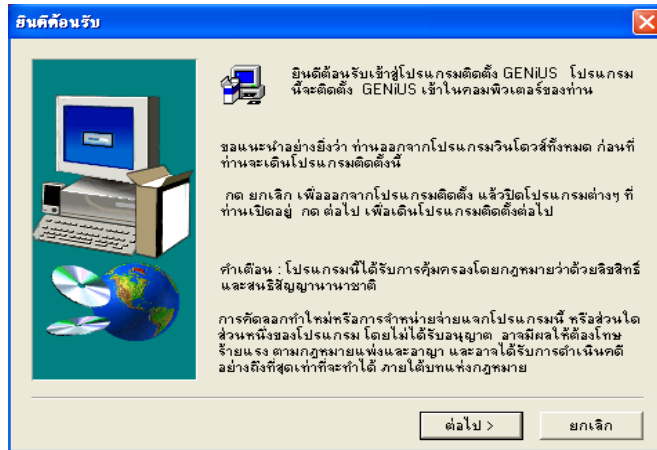 ยินดีต้อนรับ
ยินดีต้อนรับเข้าสู่โปรแกรมติดตั้ง GENiUS โปรแกรม
นี้จะติดตั้ง GENiUS เข้าในคอมพิวเตอร์ของท่าน
ขอแนะนำอย่างยิ่งว่า ท่านออกจากโปรแกรมวินโดวส์ทั้งหมด ก่อนที่
ท่านจะเดินโปรแกรมติดตั้งนี้
กด ยกเลิก เพื่อออกจากโปรแกรมติดตั้ง แล้วปิดโปรแกรมต่างๆ ที่
ท่านเปิดอยู่ กด ต่อไป เพื่อเดินโปรแกรมติดตั้งต่อไป
คำเตือน : โปรแกรมนี้ได้รับการคุ้มครองโดยกฎหมายว่าด้วยลิขสิทธิ์
และสนธิสัญญานานาชาติ
การคัดลอกทำใหม่หรือการจำหน่ายจ่ายแจกโปรแกรมนี้ หรือส่วนใด
ส่วนหนึ่งของโปรแกรม โดยไม่ได้รับอนุญาต อาจมีผลให้ต้องโทษ
ร้ายแรง ตามกฎหมายแพ่งและอาญา และอาจได้รับการดำเนินคดี
อย่างถึงที่สุดเท่าที่จะทำได้ ภายใต้บทแห่งกฎหมาย
ต่อไป >
ยกเลิก